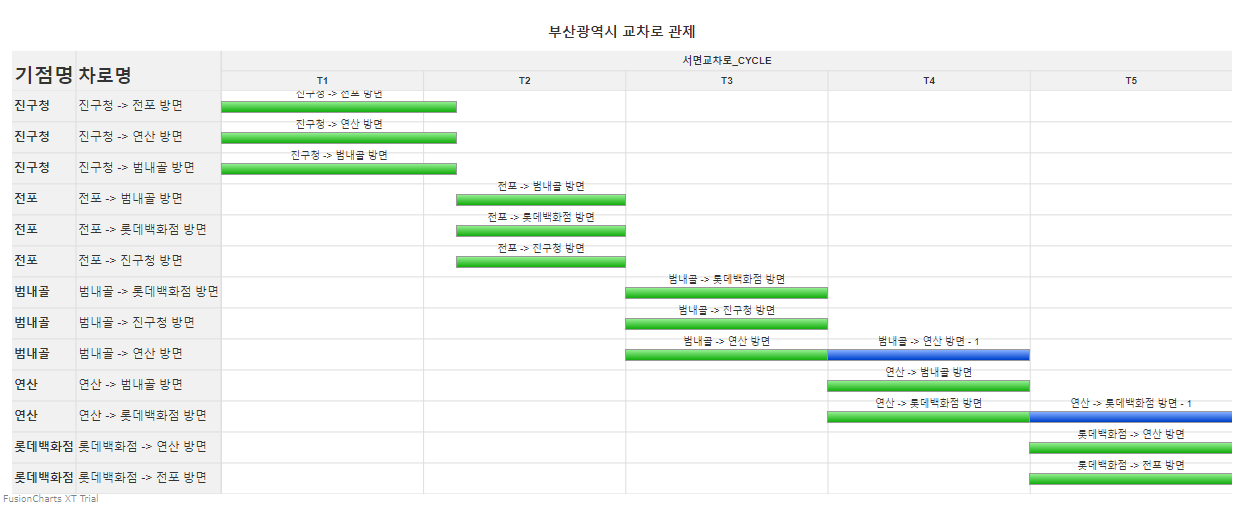 부산광역시 교차로 관제
기점명 차로명 서면교차로_CYCLE
T1 T2 T3 T4 T5
진구청 -> 전포 방면
진구청 진구청 -> 전포 방면
진구청 -> 연산 방면
진구청 진구청 -> 연산 방면
진구청 -> 범내골 방면
진구청 진구청 -> 범내골 방면
전포 -> 범내골 방면
전포 전포 -> 범내골 방면
전포 -> 롯데백화점 방면
전포 전포 -> 롯데백화점 방면
전포 -> 진구청 방면
전포 전포 -> 진구청 방면
범내골 -> 롯데백화점 방면
범내골 범내골 -> 롯데백화점 방면
범내골 -> 진구청 방면
범내골 범내골 -> 진구청 방면
범내골 -> 연산 방면 범내골 -> 연산 방면 - 1
범내골 범내골 -> 연산 방면
연산 -> 범내골 방면
연산 연산 -> 범내골 방면
연산 -> 롯데백화점 방면 연산 -> 롯데백화점 방면 - 1
연산 연산 -> 롯데백화점 방면
롯데백화점 -> 연산 방면
롯데백화점 롯데백화점 -> 연산 방면
롯데백화점 -> 전포 방면
롯데백화점 롯데백화점 -> 전포 방면
FusionCharts XT Trial